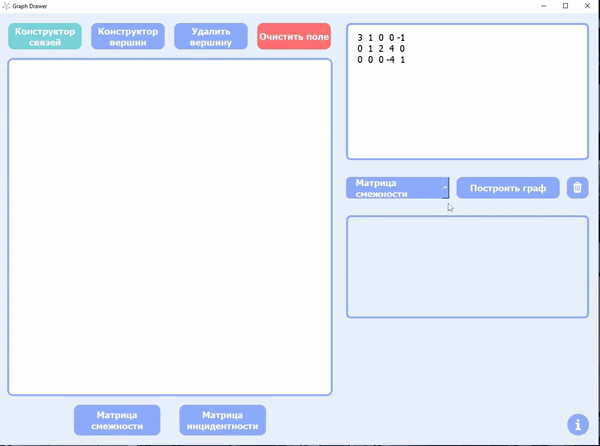 Graph Drawer
Конструктор
связей
Конструктор
вершин
Удалить
вершину
Очистить поле
3 1 0 0 -1
0 1 2 4 0
0 0 0 -4 1
Матрица
смежности
Построить граф
Матрица
смежности
Матрица
инцидентности
i